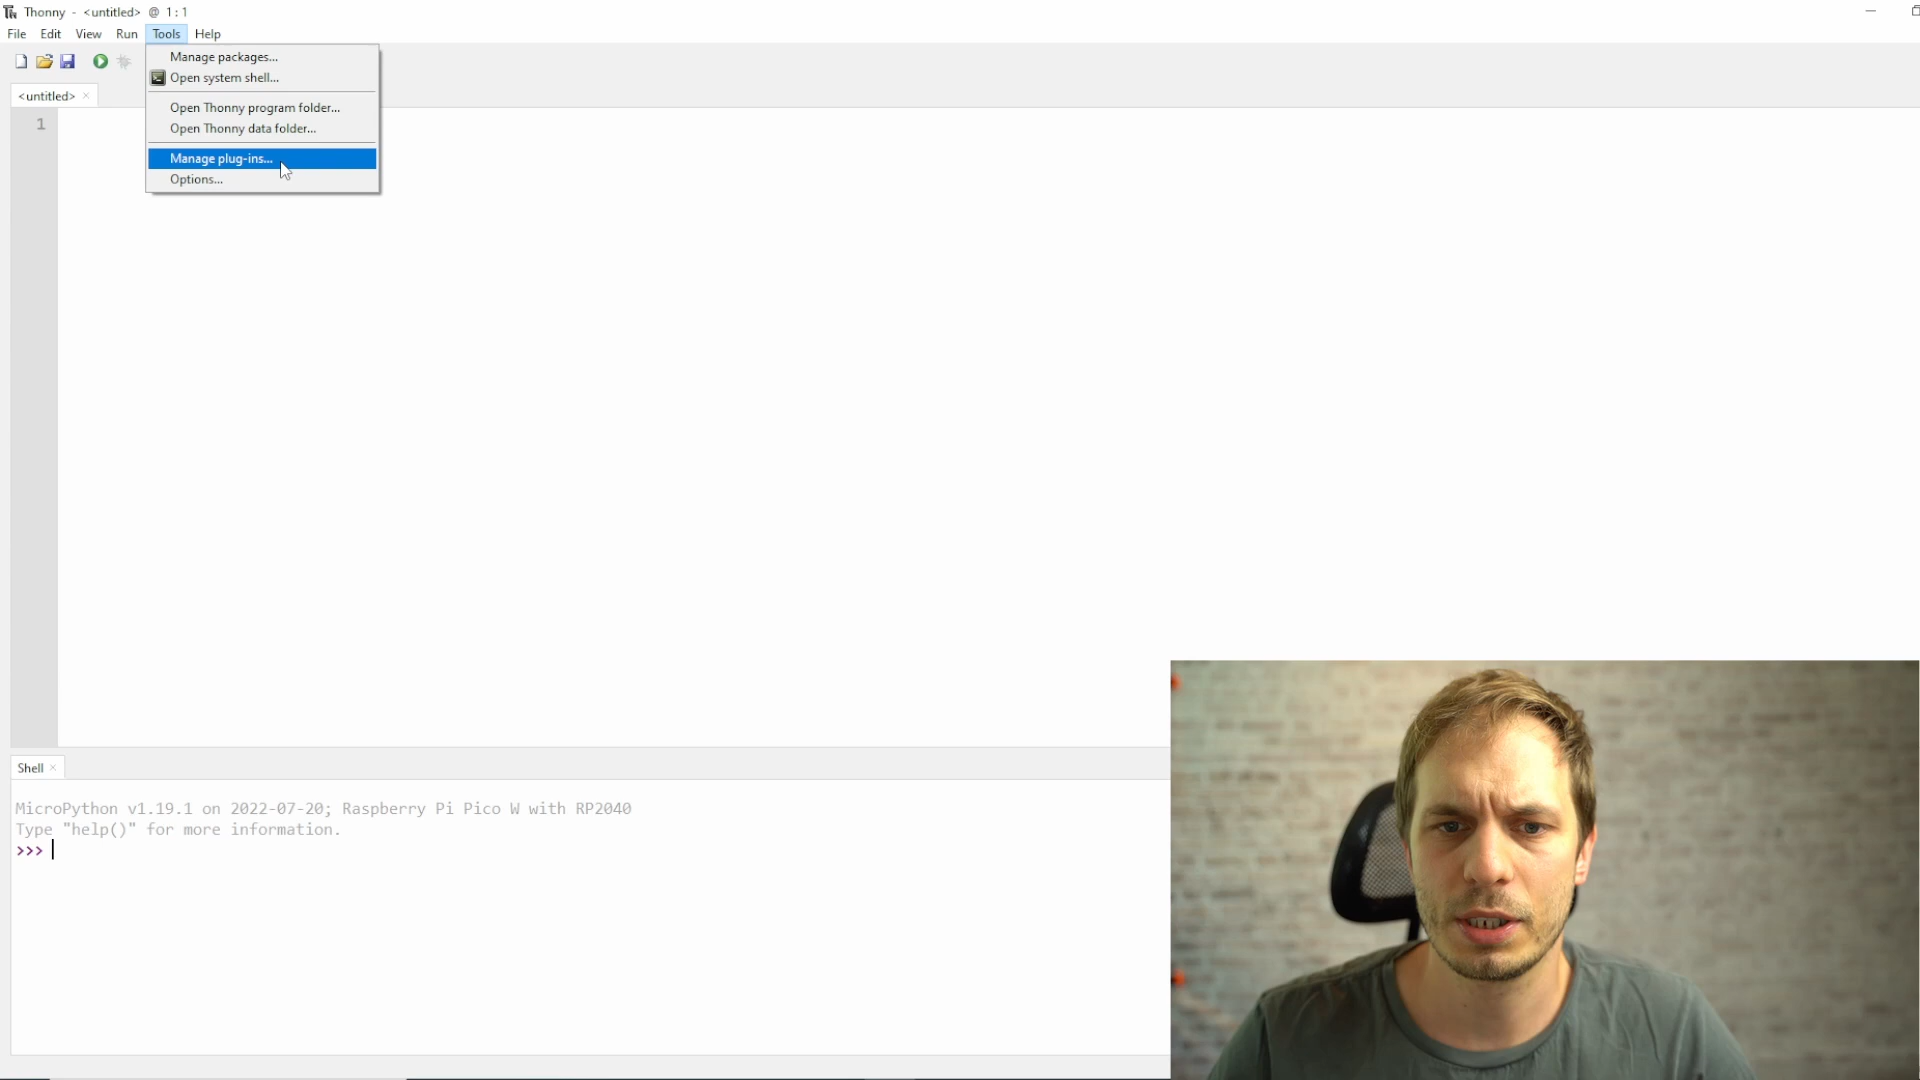 Thonny - <untitled> @ 1:1
File Edit View Run Tools Help
Manage packages...
Open system shell...
<untitled>
Open Thonny program folder...
1
Open Thonny data folder...
Manage plug-ins...
Options...
Shell
MicroPython v1.19.1 on 2022-07-20; Raspberry Pi Pico W with RP2040
Type "help()" for more information.
>>>